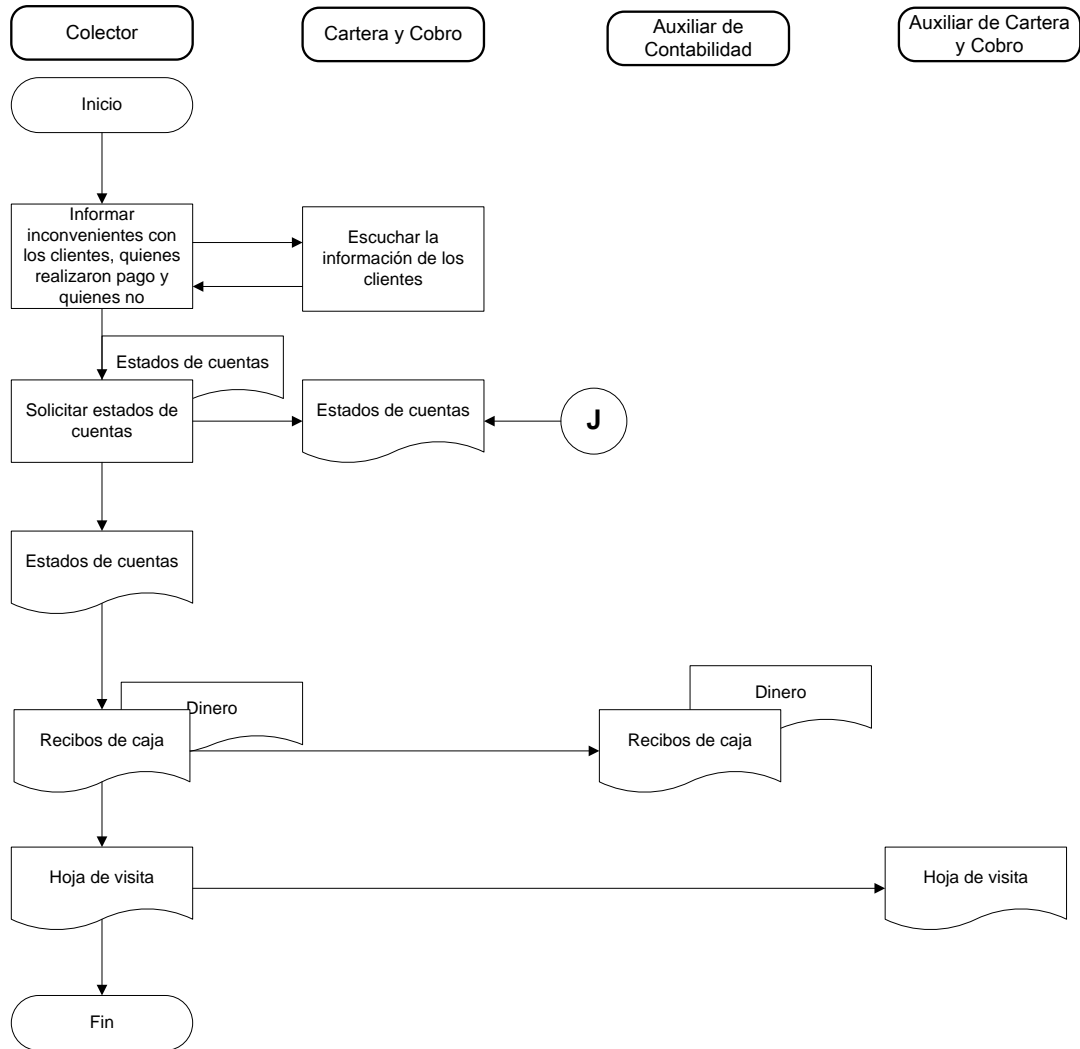 Colector
Cartera y Cobro
Auxiliar de
Contabilidad
Auxiliar de Cartera
y Cobro
Inicio
Informar
inconvenientes con
los clientes, quienes
realizaron pago y
quienes no
Escuchar la
información de los
clientes
Estados de cuentas
Solicitar estados de
cuentas
Estados de cuentas
J
Estados de cuentas
Dinero
Recibos de caja
Dinero
Recibos de caja
Hoja de visita
Hoja de visita
Fin